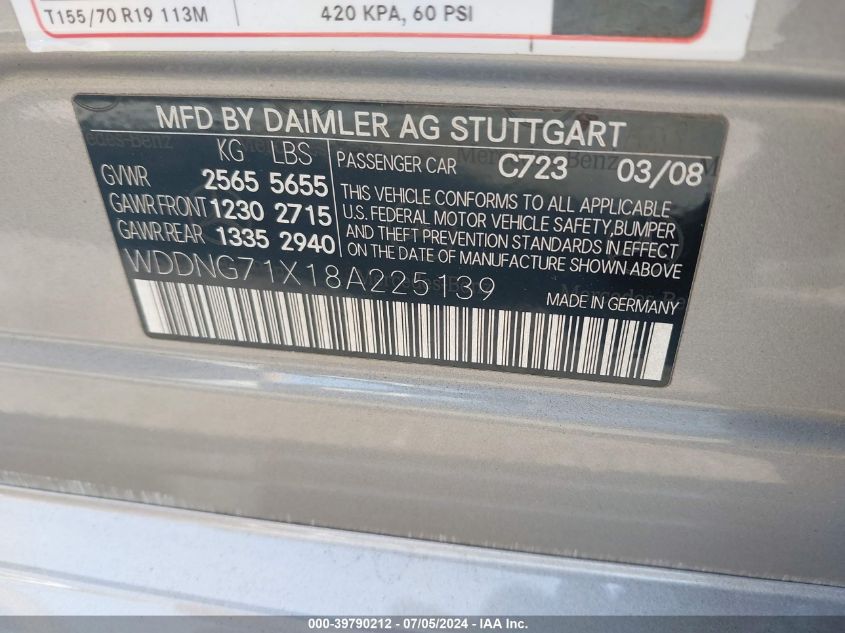 T155/70 R19 113M 420 KPA, 60 PSI
MFD BY DAIMLER AG STUTTGART
KG LBS
GVWR 2565 5655
GAWR FRONT 1230 2715
GAWR REAR 1335 2940
PASSENGER CAR C723 03/08
THIS VEHICLE CONFORMS TO ALL APPLICABLE
U.S. FEDERAL MOTOR VEHICLE SAFETY, BUMPER
AND THEFT PREVENTION STANDARDS IN EFFECT
ON THE DATE OF MANUFACTURE SHOWN ABOVE
WDDNG71X18A225139
MADE IN GERMANY
000-39790212 - 07/05/2024 - IAA Inc.